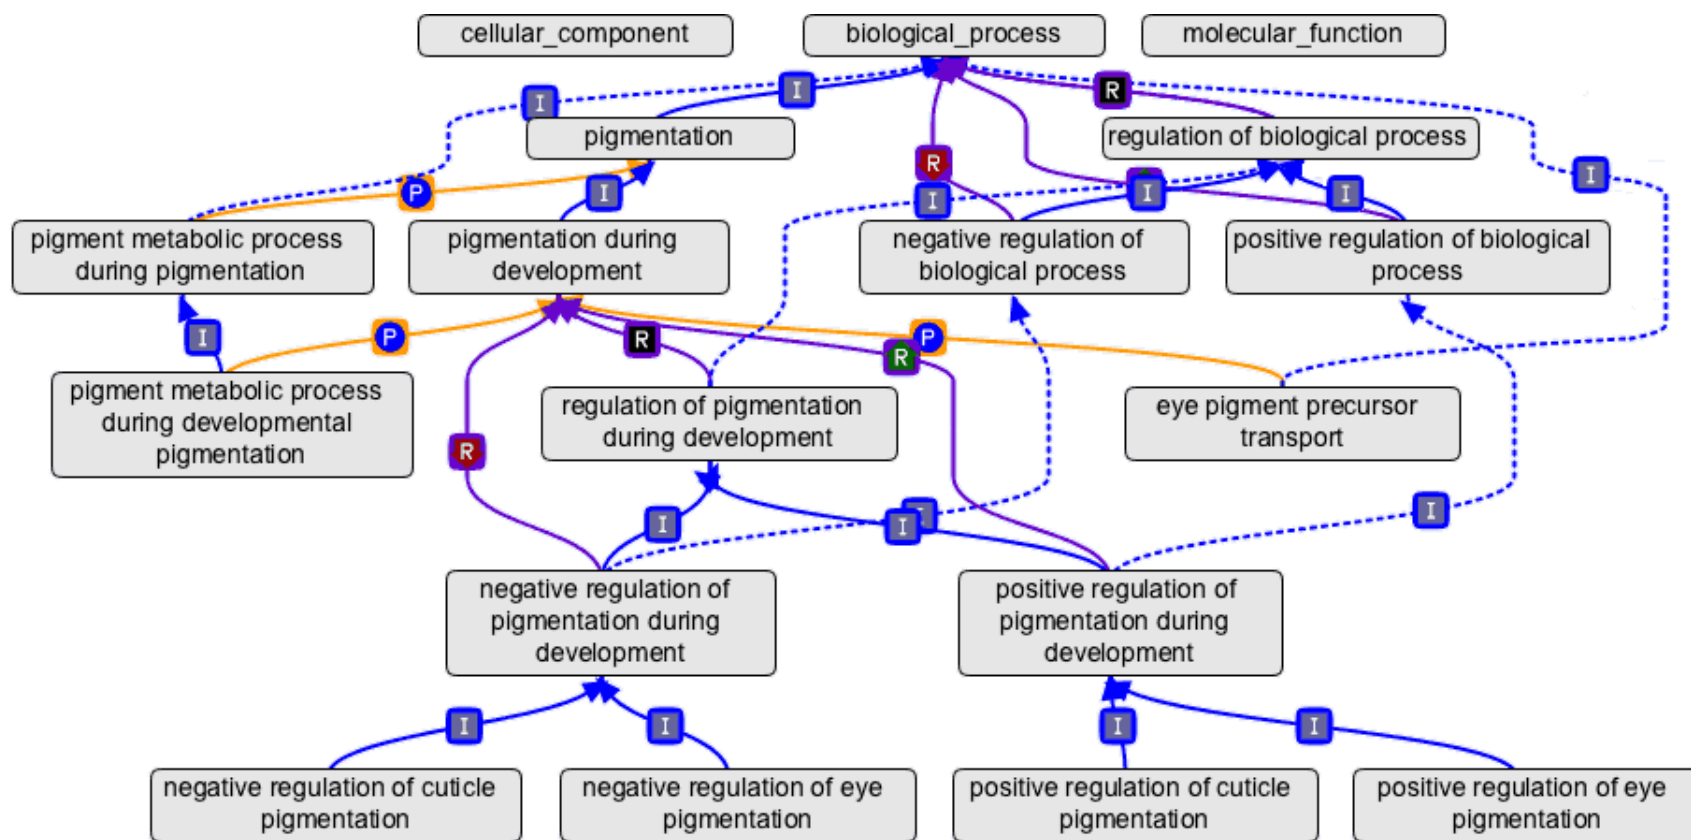 cellular_component
biological_process
molecular_function
I
R
I
pigmentation
regulation of biological process
R
I
P
I
I
I
I
pigment metabolic process
during pigmentation
pigmentation during
development
negative regulation of
biological process
positive regulation of biological
process
I
P
R
P
R
pigment metabolic process
during developmental
pigmentation
regulation of pigmentation
during development
eye pigment precursor
transport
R
I
I
I
negative regulation of
pigmentation during
development
positive regulation of
pigmentation during
development
I
I
I
I
negative regulation of cuticle
pigmentation
negative regulation of eye
pigmentation
positive regulation of cuticle
pigmentation
positive regulation of eye
pigmentation